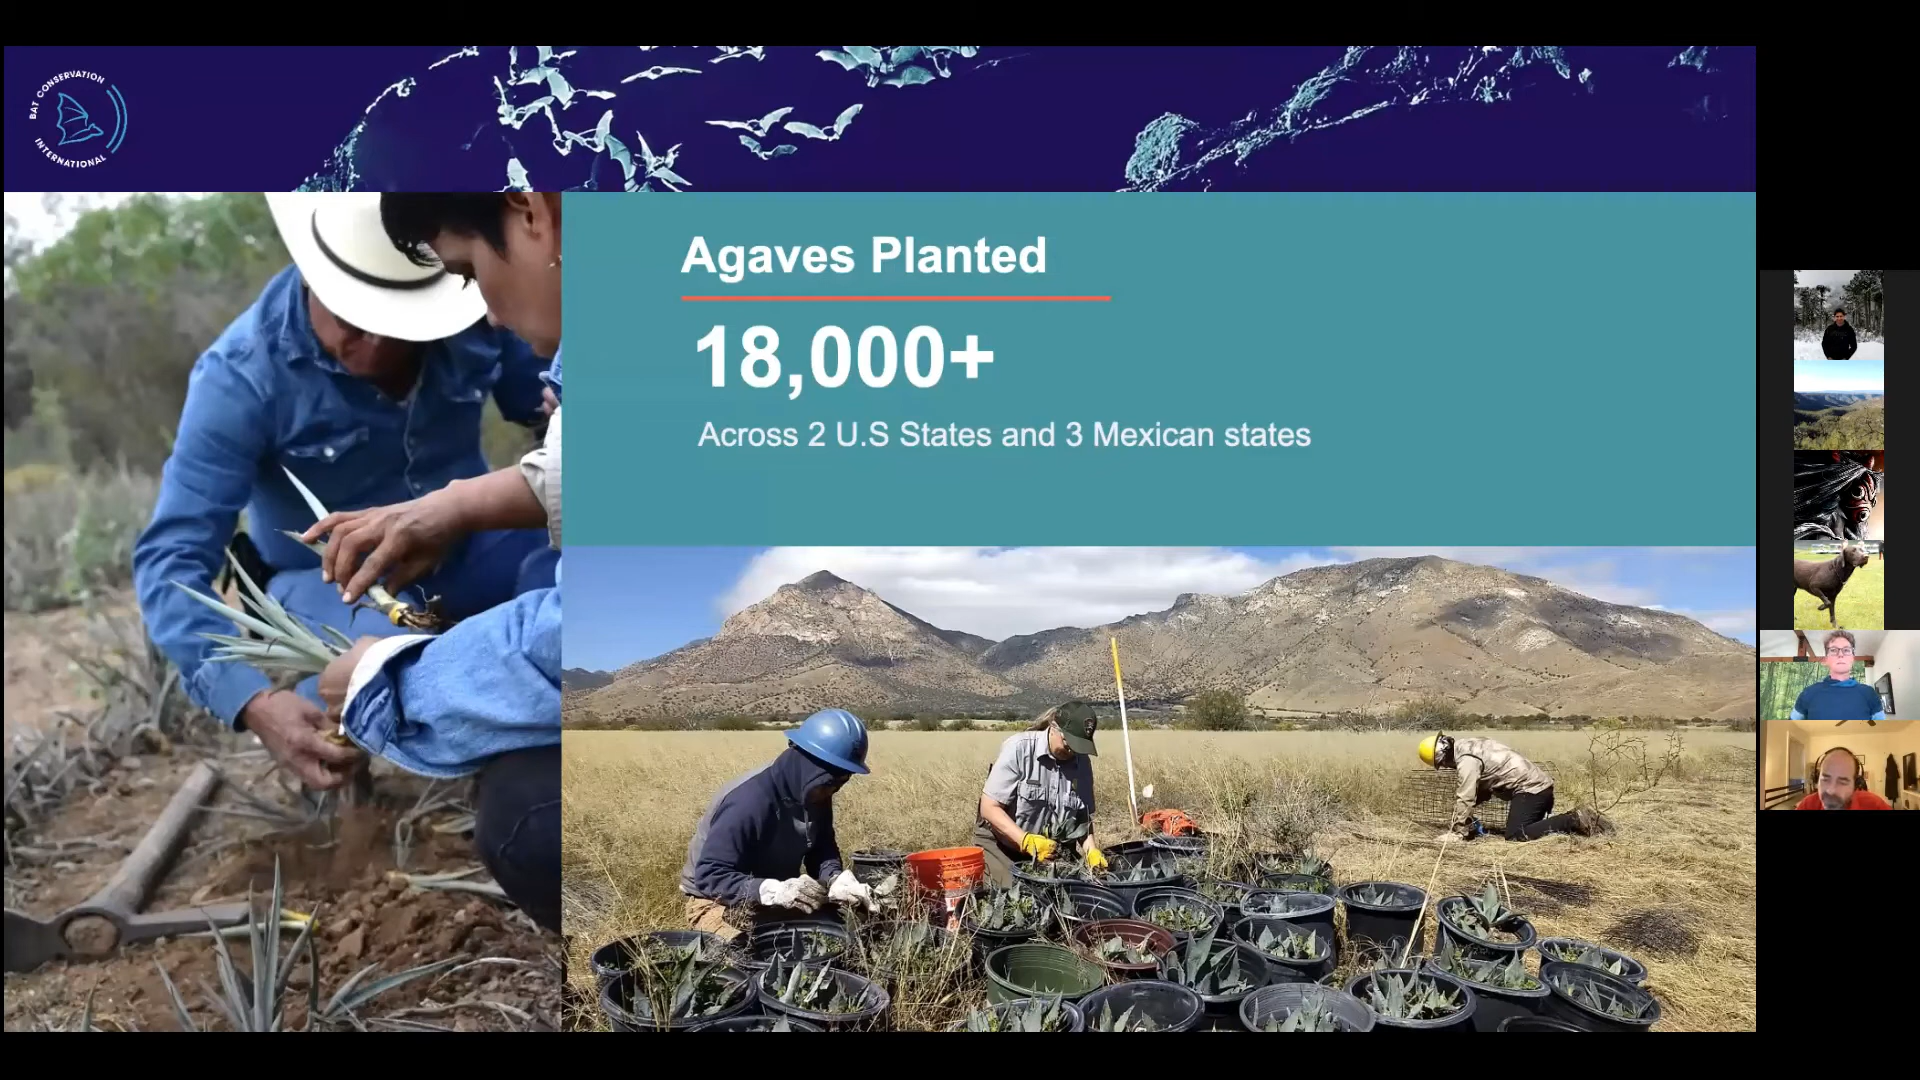 BAT CONSERVATION
INTERNATIONAL
Agaves Planted
18,000+
Across 2 U.S States and 3 Mexican states